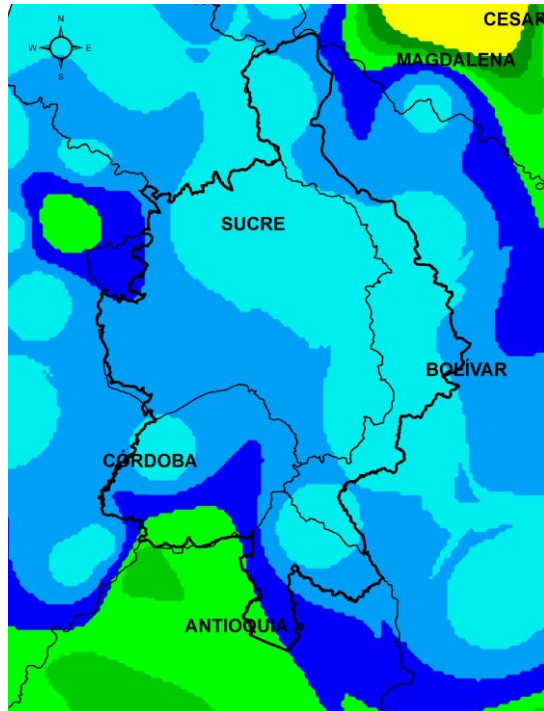 CESAR
N
W E
S
MAGDALENA
SUCRE
BOLÍVAR
CÓRDOBA
ANTIOQUIA